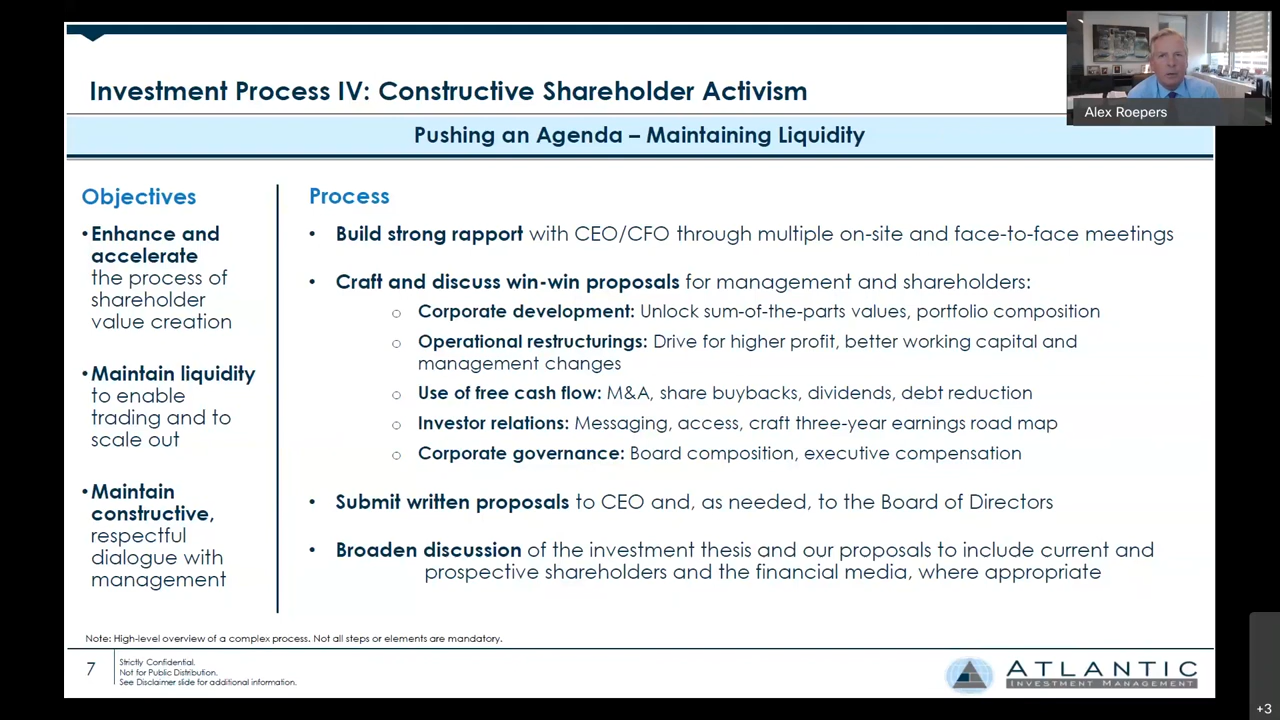 Investment Process IV: Constructive Shareholder Activism
Alex Roepers
Pushing an Agenda – Maintaining Liquidity
Objectives
•Enhance and
accelerate
the process of
shareholder
value creation
•Maintain liquidity
to enable
trading and to
scale out
•Maintain
constructive,
respectful
dialogue with
management
Process
• Build strong rapport with CEO/CFO through multiple on-site and face-to-face meetings
• Craft and discuss win-win proposals for management and shareholders:
○ Corporate development: Unlock sum-of-the-parts values, portfolio composition
○ Operational restructurings: Drive for higher profit, better working capital and
management changes
○ Use of free cash flow: M&A, share buybacks, dividends, debt reduction
○ Investor relations: Messaging, access, craft three-year earnings road map
○ Corporate governance: Board composition, executive compensation
• Submit written proposals to CEO and, as needed, to the Board of Directors
• Broaden discussion of the investment thesis and our proposals to include current and
prospective shareholders and the financial media, where appropriate
Note: High-level overview of a complex process. Not all steps or elements are mandatory.
7
Strictly Confidential.
Not for Public Distribution.
See Disclaimer slide for additional information.
ATLANTIC
INVESTMENT MANAGEMENT
+3